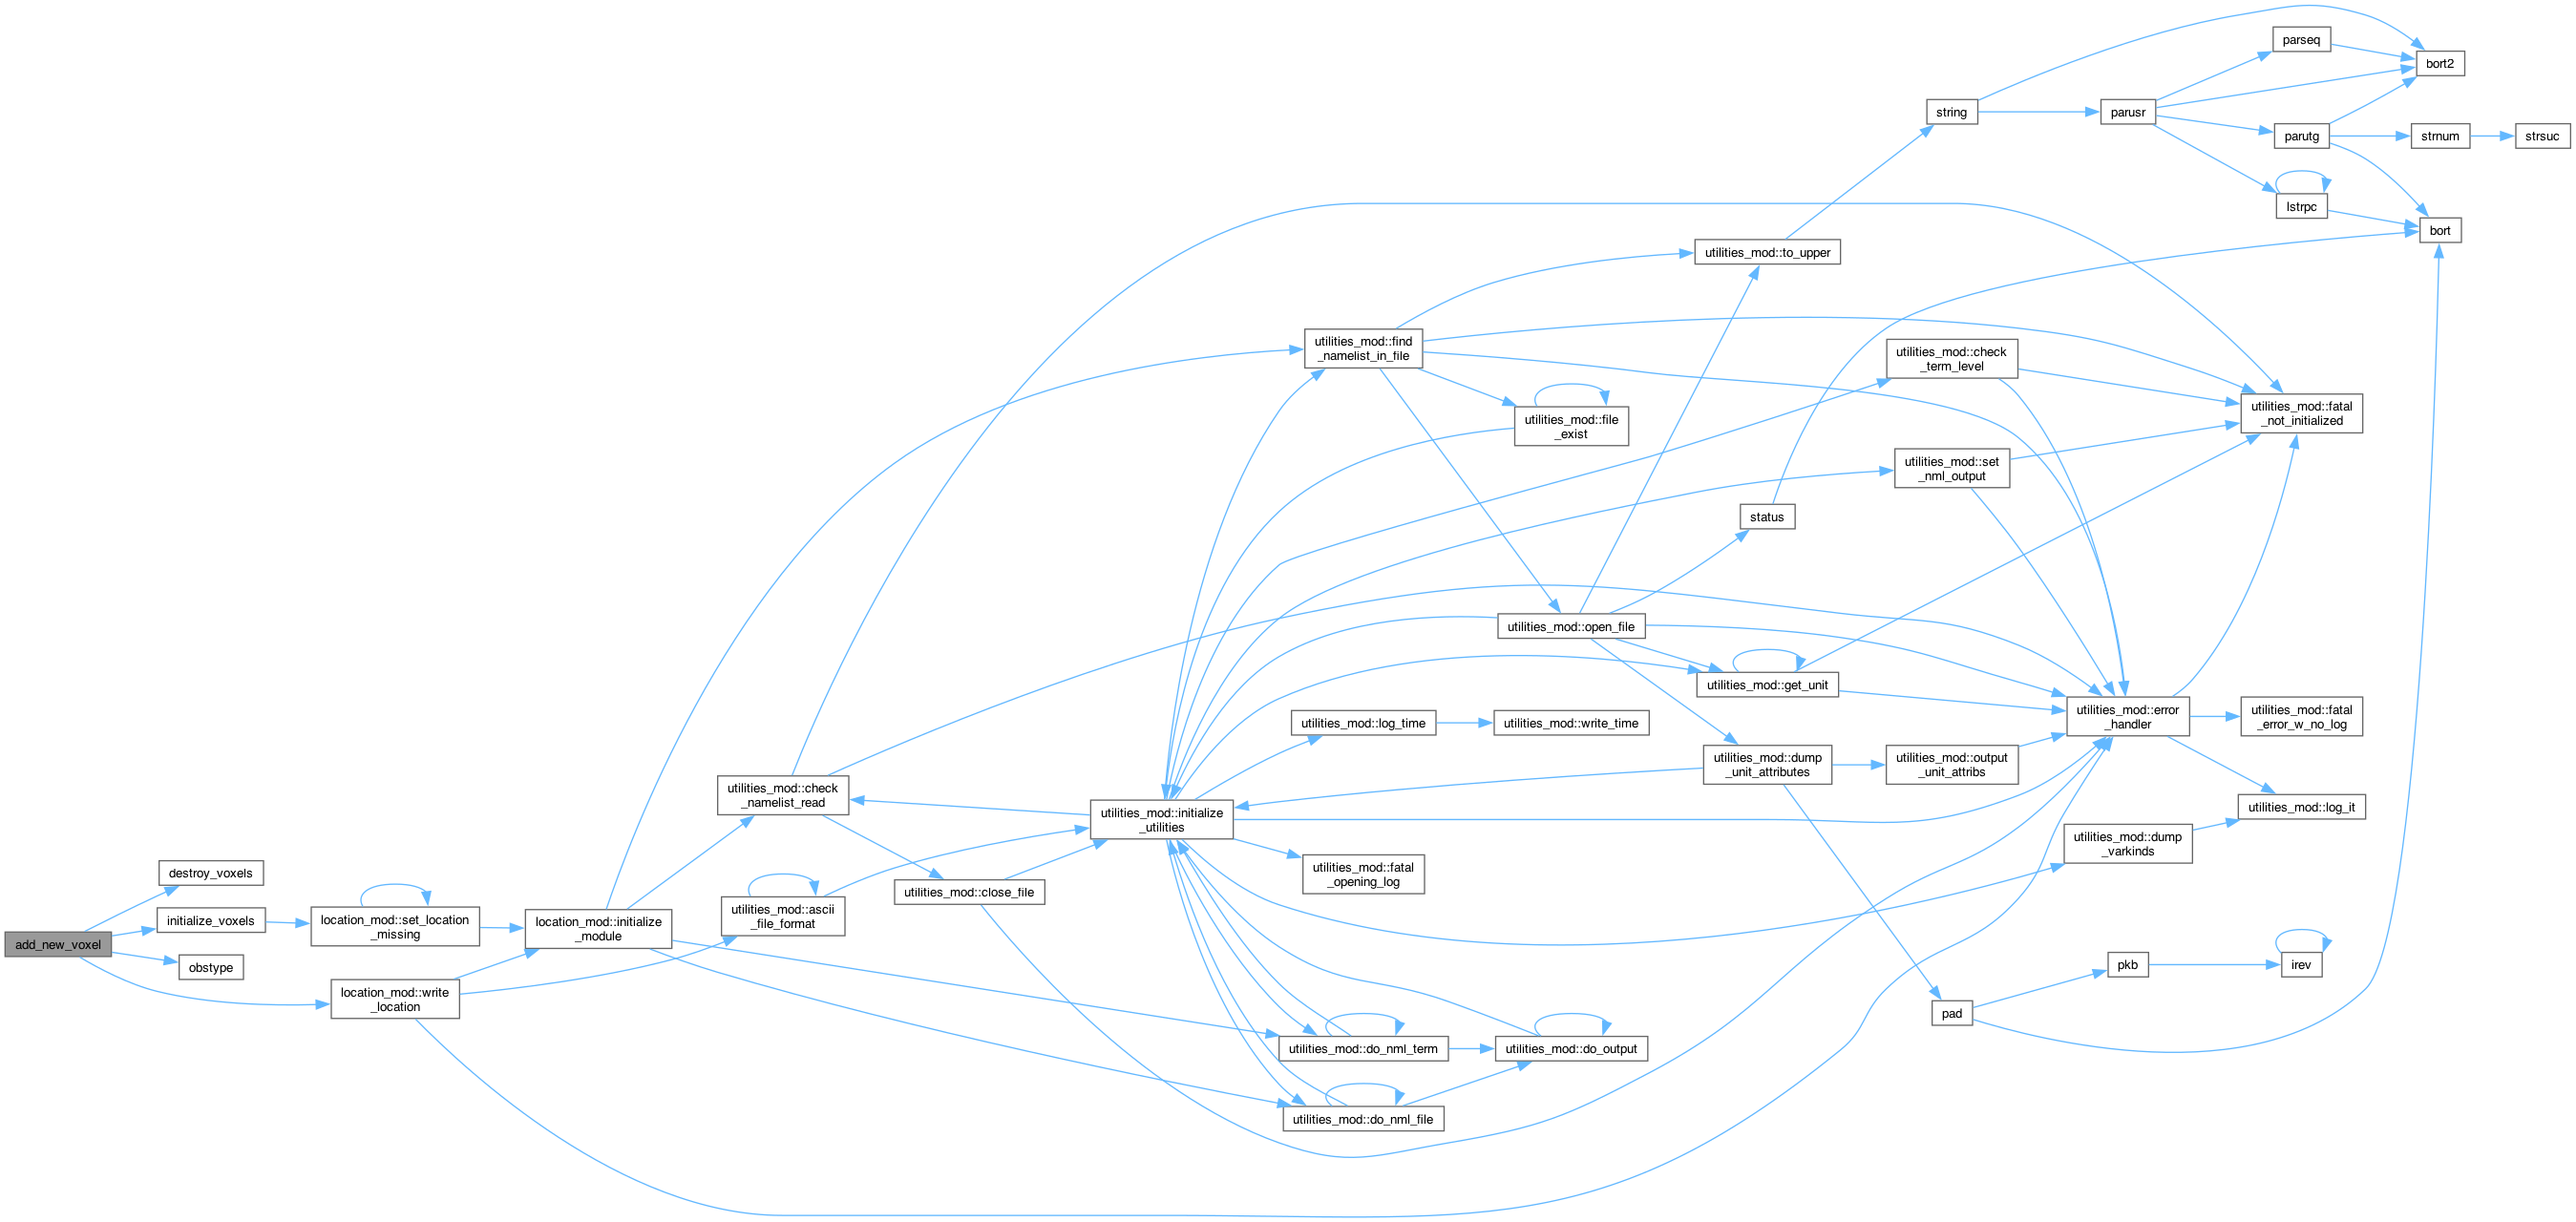 parseq
bort2
string
parusr
parutg
strnum
strsuc
lstrpc
bort
utilities_mod::to_upper
utilities_mod::find
_namelist_in_file
utilities_mod::check
_term_level
utilities_mod::file
_exist
utilities_mod::fatal
_not_initialized
utilities_mod::set
_nml_output
status
utilities_mod::open_file
utilities_mod::get_unit
utilities_mod::log_time
utilities_mod::write_time
utilities_mod::error
_handler
utilities_mod::fatal
_error_w_no_log
utilities_mod::dump
_unit_attributes
utilities_mod::output
_unit_attribs
utilities_mod::check
_namelist_read
utilities_mod::initialize
_utilities
utilities_mod::log_it
utilities_mod::dump
_varkinds
utilities_mod::fatal
_opening_log
destroy_voxels
utilities_mod::close_file
initialize_voxels
location_mod::set_location
_missing
location_mod::initialize
_module
utilities_mod::ascii
_file_format
add_new_voxel
obstype
location_mod::write
_location
pkb
irev
pad
utilities_mod::do_nml_term
utilities_mod::do_output
utilities_mod::do_nml_file